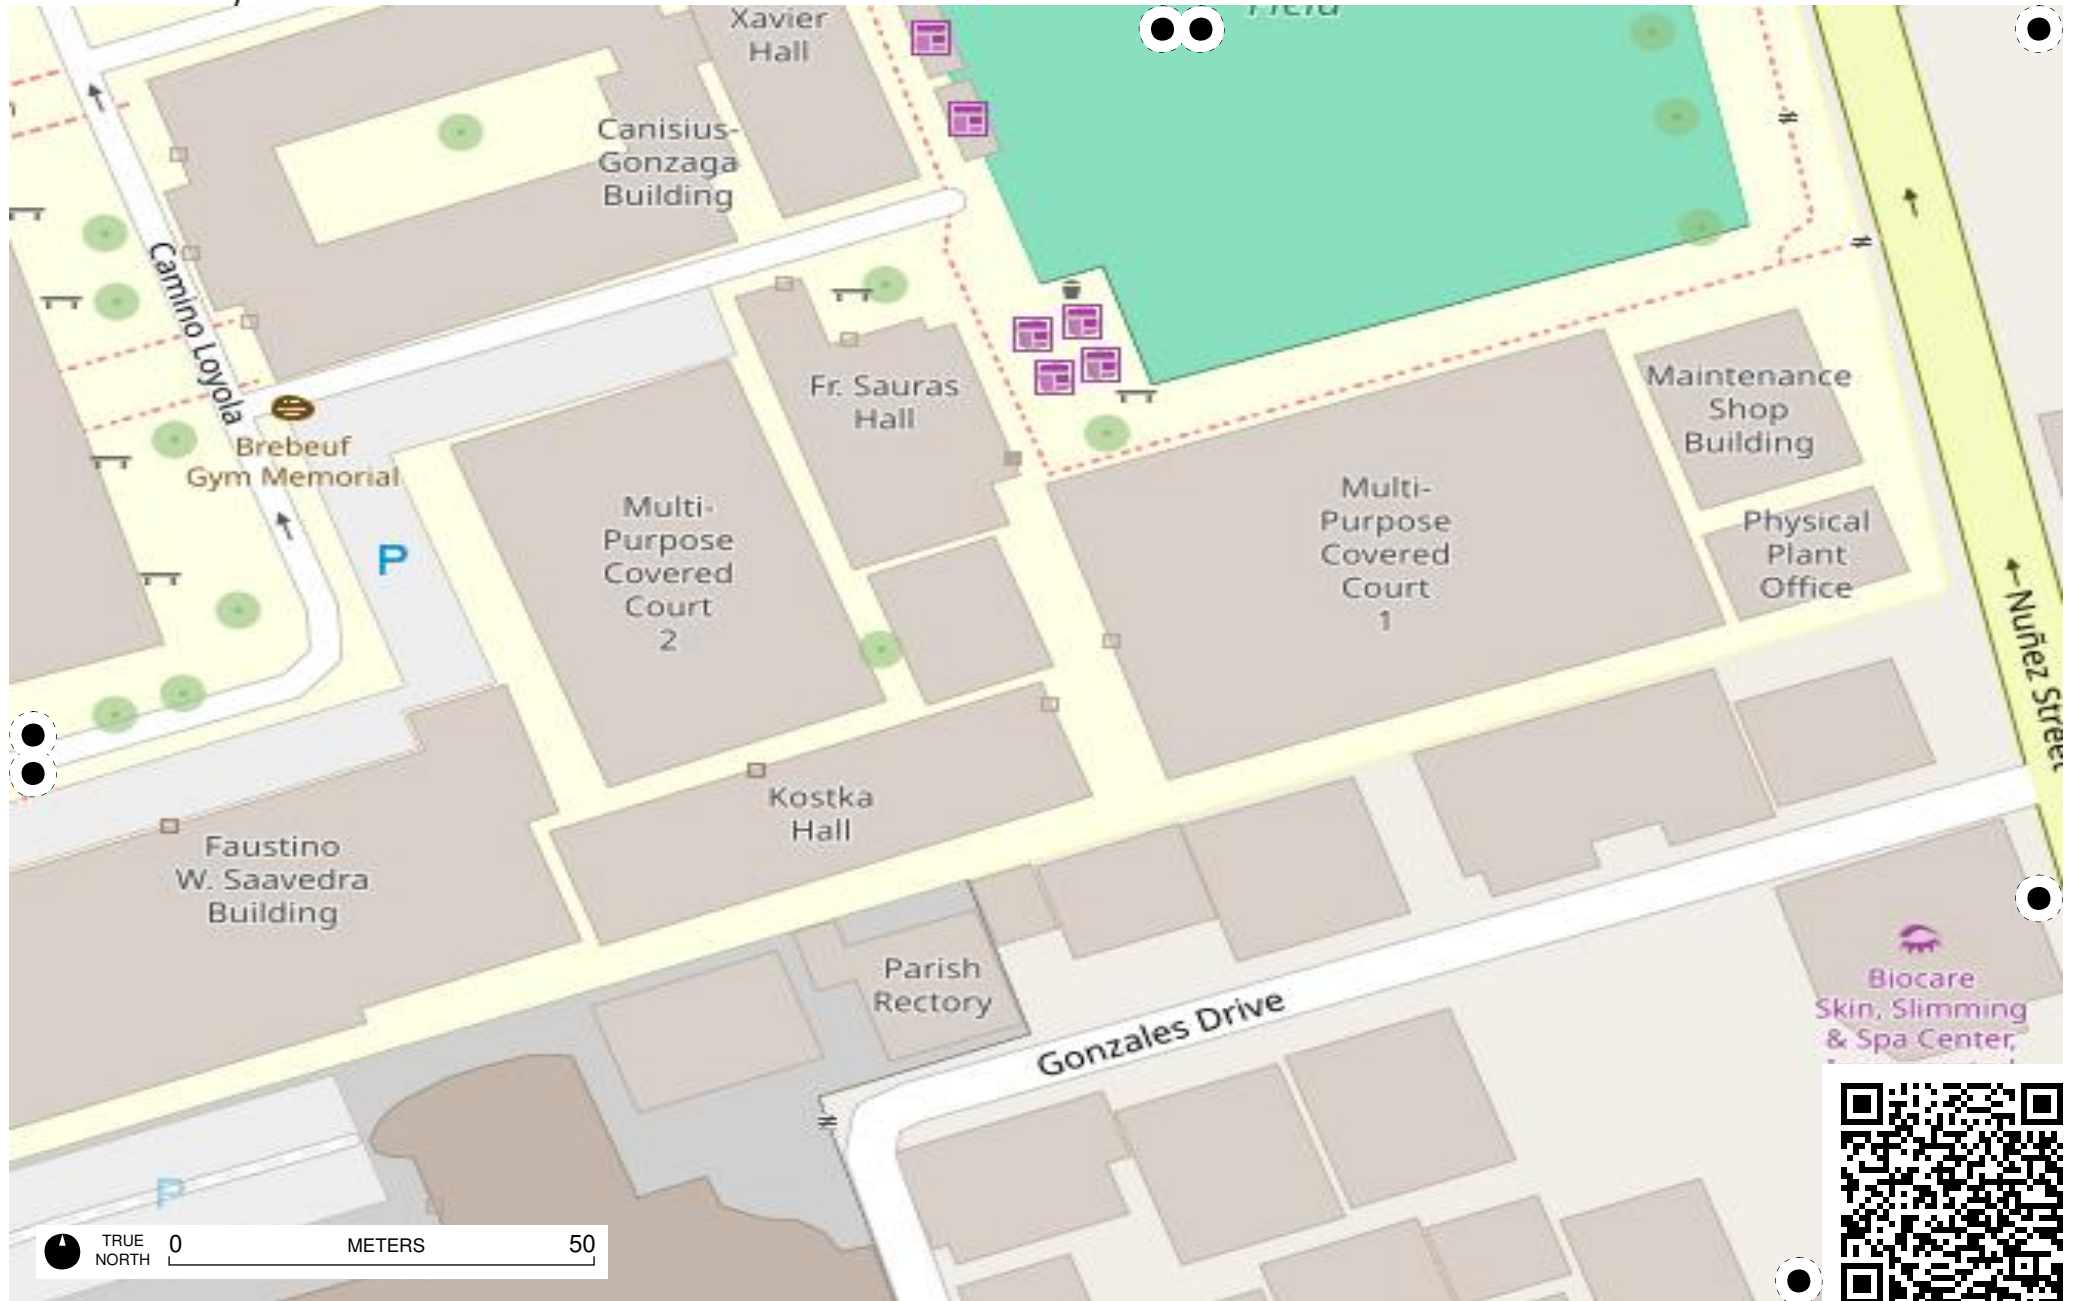 Xavier
Hall
Field
Canisius-
Gonzaga
Building
Camino Loyola
Fr. Sauras
Hall
Maintenance
Shop
Building
Brebeuf
Gym Memorial
Multi-
Purpose
Covered
Court
2
Multi-
Purpose
Covered
Court
1
Physical
Plant
Office
P
Nuñez Street
Kostka
Hall
Faustino
W. Saavedra
Building
Parish
Rectory
Gonzales Drive
Biocare
Skin, Slimming
& Spa Center,
P
TRUE
NORTH
0 METERS 50